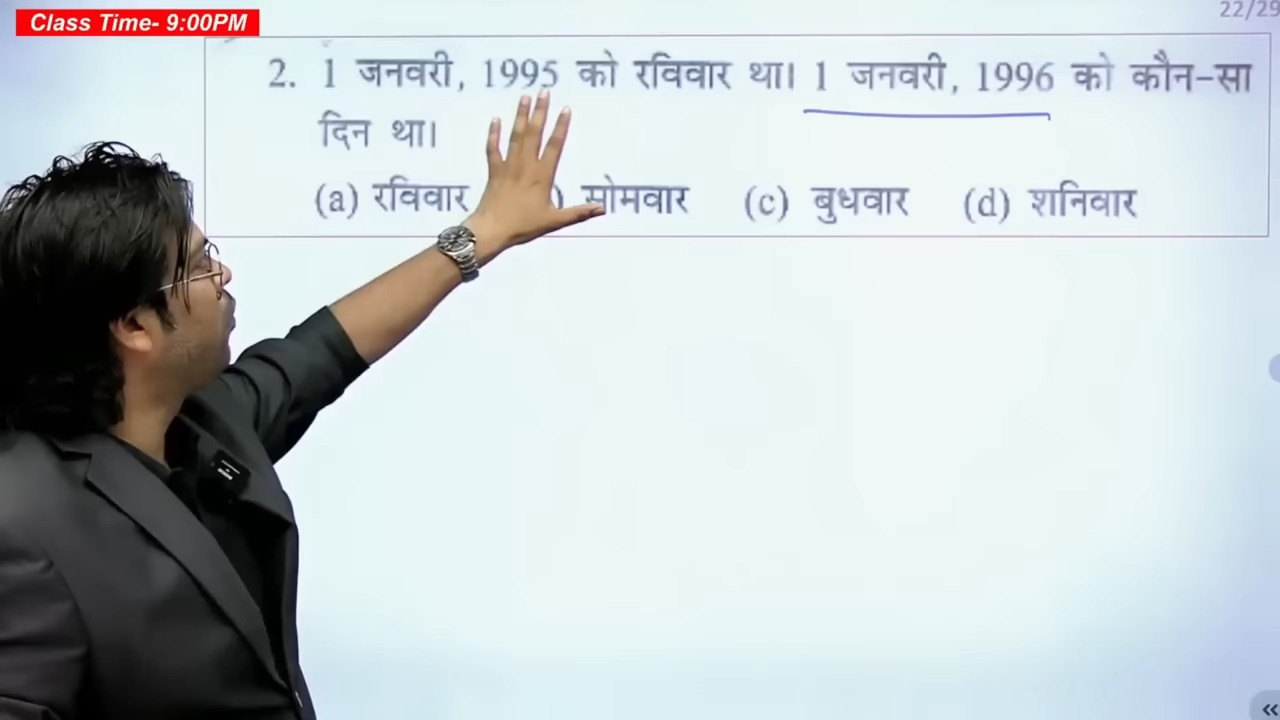 Class Time- 9:00PM
22/29
2. 1 जनवरी, 1995 को रविवार था। 1 जनवरी, 1996 को कौन-सा
दिन था।
(a) रविवार ) सोमवार (c) बुधवार (d) शनिवार